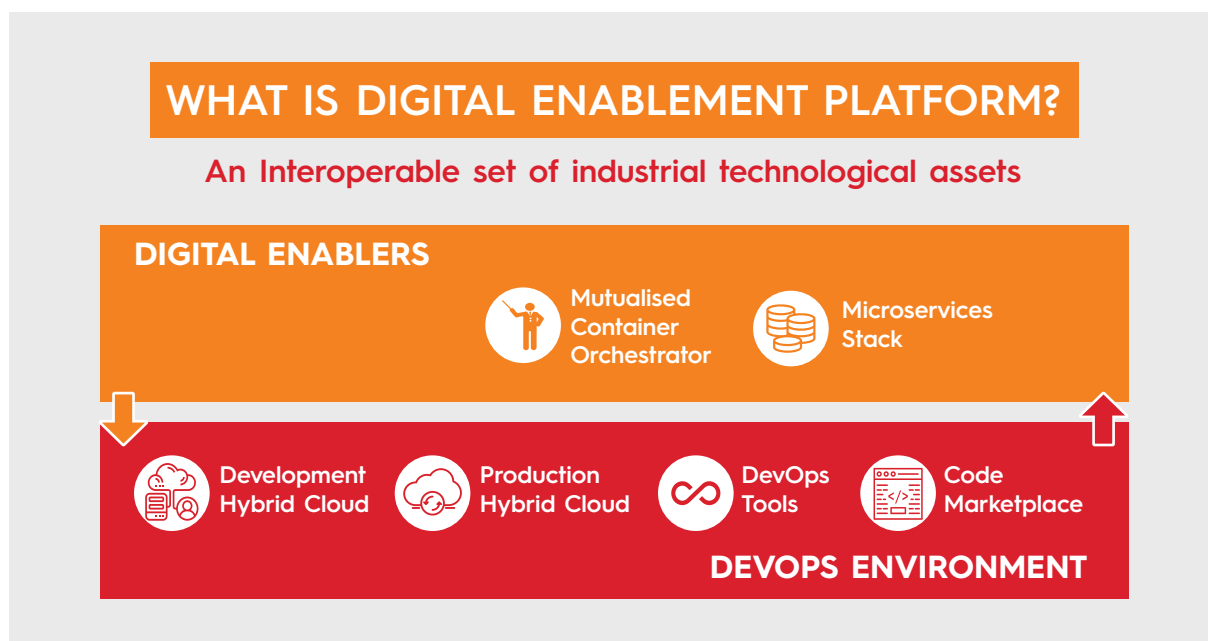 WHAT IS DIGITAL ENABLEMENT PLATFORM?
An Interoperable set of industrial technological assets
DIGITAL ENABLERS
Mutualised
Container
Orchestrator
Microservices
Stack
Development
Hybrid Cloud
Production
Hybrid Cloud
DevOps
Tools
</>
Code
Marketplace
DEVOPS ENVIRONMENT